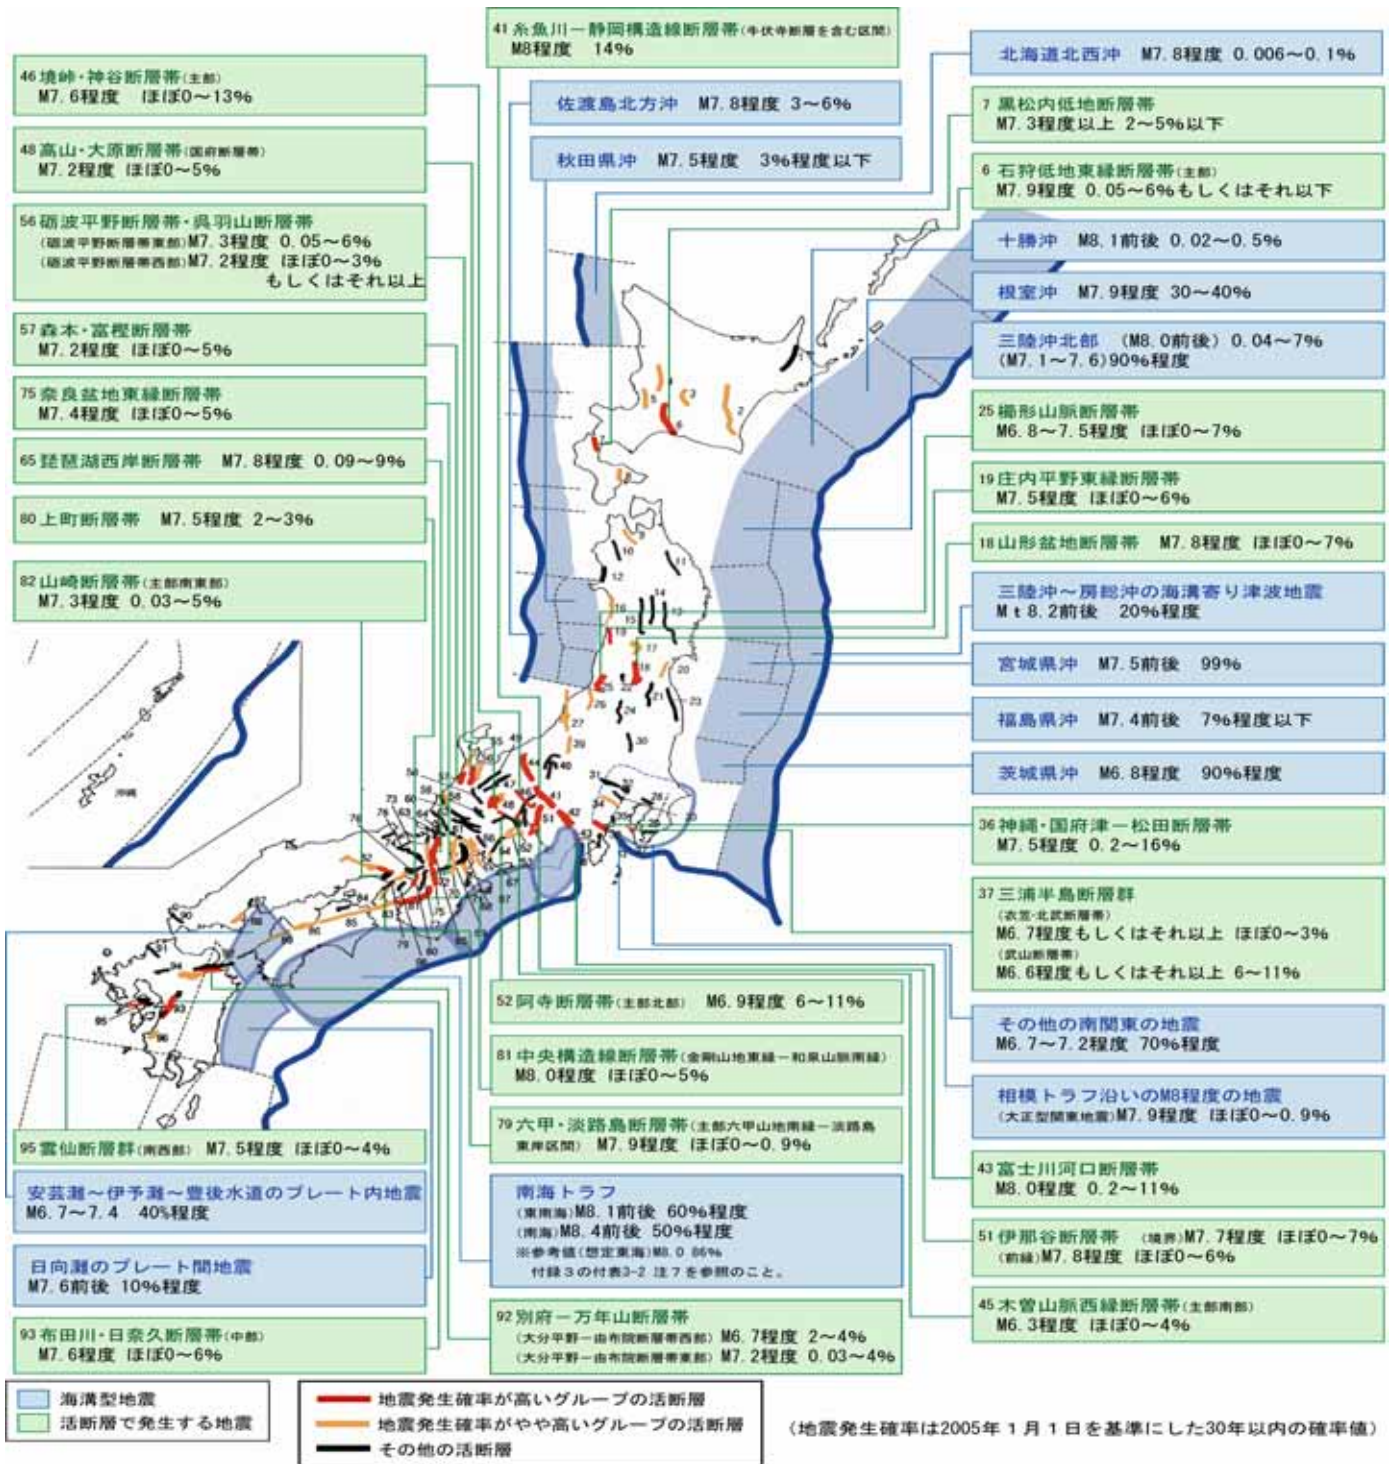 41 糸魚川－静岡構造線断層帯(牛伏寺断層を含む区間)
M8程度 14%
46 境峠・神谷断層帯(主部)
M7.6程度 ほぼ0～13%
48 高山・大原断層帯(国府断層帯)
M7.2程度 ほぼ0～5%
56 砺波平野断層帯・呉羽山断層帯
(砺波平野断層帯東部)M7.3程度 0.05～6%
(砺波平野断層帯西部)M7.2程度 ほぼ0～3%
もしくはそれ以上
57 森本・富樫断層帯
M7.2程度 ほぼ0～5%
75 奈良盆地東縁断層帯
M7.4程度 ほぼ0～5%
65 琵琶湖西岸断層帯 M7.8程度 0.09～9%
80 上町断層帯 M7.5程度 2～3%
82 山崎断層帯(主部南東部)
M7.3程度 0.03～5%
佐渡島北方沖 M7.8程度 3～6%
秋田県沖 M7.5程度 3%程度以下
北海道北西沖 M7.8程度 0.006～0.1%
7 黒松内低地断層帯
M7.3程度以上 2～5%以下
6 石狩低地東縁断層帯(主部)
M7.9程度 0.05～6%もしくはそれ以下
十勝沖 M8.1前後 0.02～0.5%
根室沖 M7.9程度 30～40%
三陸沖北部 (M8.0前後) 0.04～7%
(M7.1～7.6)90%程度
25 櫛形山脈断層帯
M6.8～7.5程度 ほぼ0～7%
19 庄内平野東縁断層帯
M7.5程度 ほぼ0～6%
18 山形盆地断層帯 M7.8程度 ほぼ0～7%
三陸沖～房総沖の海溝寄り津波地震
Mt8.2前後 20%程度
宮城県沖 M7.5前後 99%
福島県沖 M7.4前後 7%程度以下
茨城県沖 M6.8程度 90%程度
36 神縄・国府津－松田断層帯
M7.5程度 0.2～16%
37 三浦半島断層群
(衣笠・北武断層帯)
M6.7程度もしくはそれ以上 ほぼ0～3%
(武山断層帯)
M6.6程度もしくはそれ以上 6～11%
その他の南関東の地震
M6.7～7.2程度 70%程度
相模トラフ沿いのM8程度の地震
(大正型関東地震)M7.9程度 ほぼ0～0.9%
43 富士川河口断層帯
M8.0程度 0.2～11%
51 伊那谷断層帯 (境界)M7.7程度 ほぼ0～7%
(前縁)M7.8程度 ほぼ0～6%
45 木曽山脈西縁断層帯(主部南部)
M6.3程度 ほぼ0～4%
沖縄
52 阿寺断層帯(主部北部) M6.9程度 6～11%
81 中央構造線断層帯(金剛山地東縁－和泉山脈南縁)
M8.0程度 ほぼ0～5%
79 六甲・淡路島断層帯(主部六甲山地南縁－淡路島
東岸区間) M7.9程度 ほぼ0～0.9%
南海トラフ
(東南海)M8.1前後 60%程度
(南海)M8.4前後 50%程度
※参考値(想定東海)M8.0 86%
付録3の付表3-2 注7を参照のこと。
92 別府－万年山断層帯
(大分平野－由布院断層帯西部) M6.7程度 2～4%
(大分平野－由布院断層帯東部) M7.2程度 0.03～4%
95 雲仙断層群(南西部) M7.5程度 ほぼ0～4%
安芸灘～伊予灘～豊後水道のプレート内地震
M6.7～7.4 40%程度
日向灘のプレート間地震
M7.6前後 10%程度
93 布田川・日奈久断層帯(中部)
M7.6程度 ほぼ0～6%
海溝型地震
活断層で発生する地震
地震発生確率が高いグループの活断層
地震発生確率がやや高いグループの活断層
その他の活断層
(地震発生確率は2005年1月1日を基準にした30年以内の確率値)